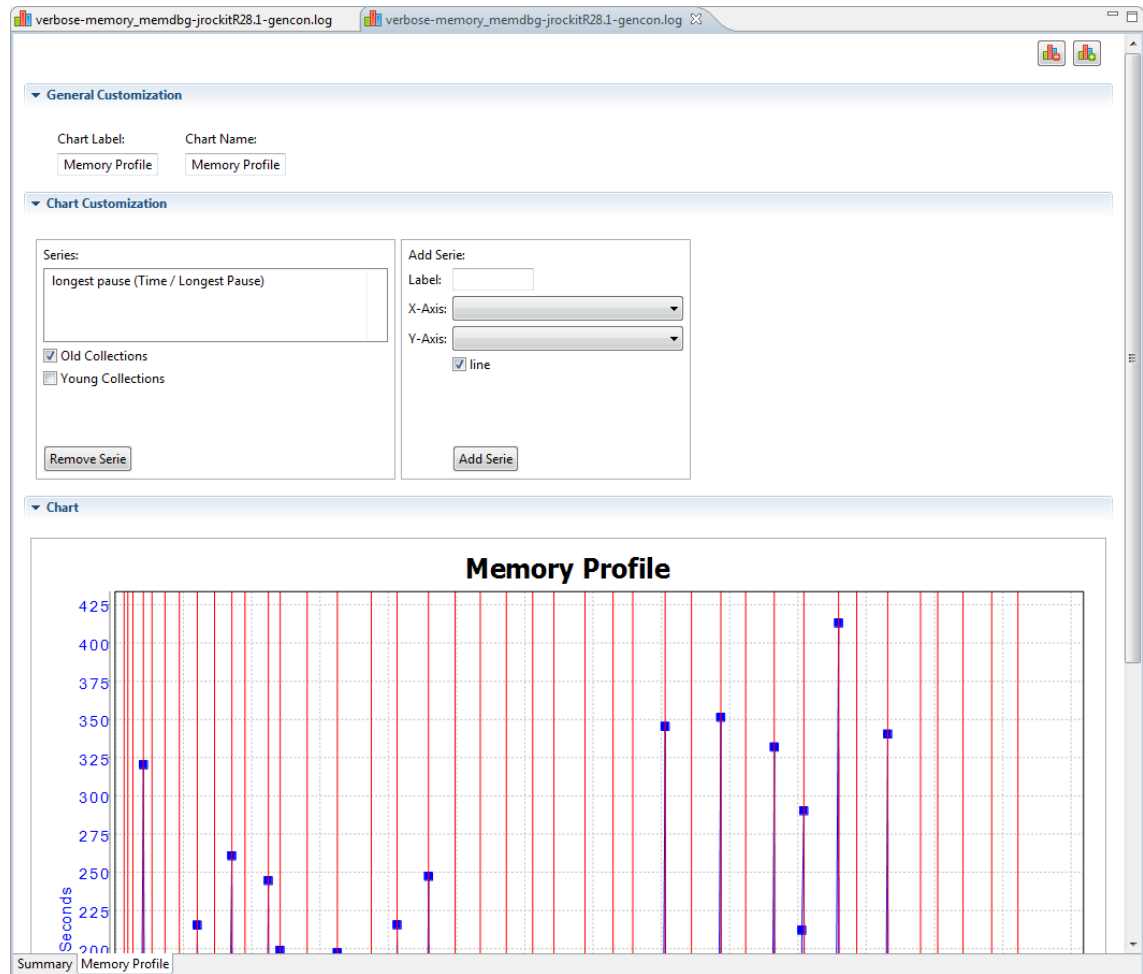 verbose-memory_memdbg-jrockitR28.1-gencon.log
verbose-memory_memdbg-jrockitR28.1-gencon.log
General Customization
Chart Label:
Chart Name:
Memory Profile
Memory Profile
Chart Customization
Series:
longest pause (Time / Longest Pause)
Old Collections
Young Collections
Remove Serie
Add Serie:
Label:
X-Axis:
Y-Axis:
line
Add Serie
Chart
Memory Profile
425
400
375
350
325
300
275
250
225
200
Seconds
Summary
Memory Profile